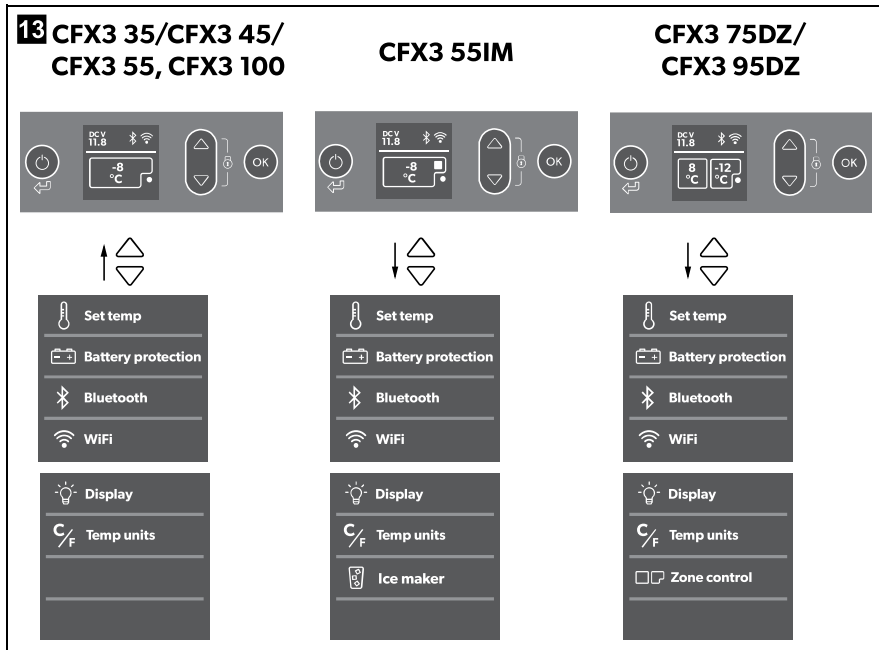 13 CFX3 35/CFX3 45/
CFX3 55, CFX3 100
DC V
11.8
-8
°C
OK
Set temp
Battery protection
Bluetooth
WiFi
Display
C/F Temp units
CFX3 55IM
DC V
11.8
-8
°C
OK
Set temp
Battery protection
Bluetooth
WiFi
Display
C/F Temp units
Ice maker
CFX3 75DZ/
CFX3 95DZ
DC V
11.8
8 -12
°C °C
OK
Set temp
Battery protection
Bluetooth
WiFi
Display
C/F Temp units
Zone control